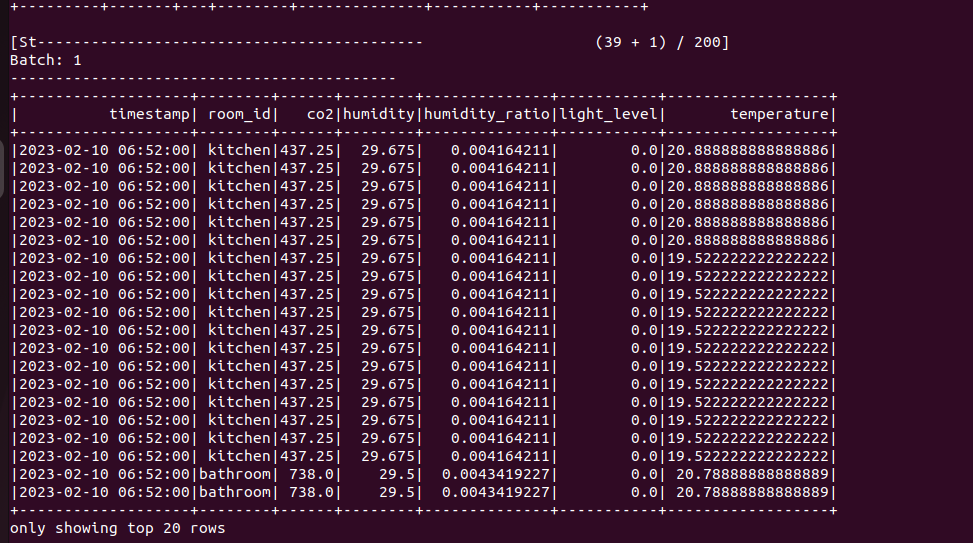 +---------+-------+---+--------+--------------+-----------+-----------+
[St-------------------------------------------                   (39 + 1) / 200]
Batch: 1
-------------------------------------------
+-------------------+--------+------+--------+--------------+-----------+------------------+
|          timestamp| room_id|   co2|humidity|humidity_ratio|light_level|       temperature|
+-------------------+--------+------+--------+--------------+-----------+------------------+
|2023-02-10 06:52:00| kitchen|437.25|  29.675|   0.004164211|        0.0|20.888888888888886|
|2023-02-10 06:52:00| kitchen|437.25|  29.675|   0.004164211|        0.0|20.888888888888886|
|2023-02-10 06:52:00| kitchen|437.25|  29.675|   0.004164211|        0.0|20.888888888888886|
|2023-02-10 06:52:00| kitchen|437.25|  29.675|   0.004164211|        0.0|20.888888888888886|
|2023-02-10 06:52:00| kitchen|437.25|  29.675|   0.004164211|        0.0|20.888888888888886|
|2023-02-10 06:52:00| kitchen|437.25|  29.675|   0.004164211|        0.0|20.888888888888886|
|2023-02-10 06:52:00| kitchen|437.25|  29.675|   0.004164211|        0.0|19.522222222222222|
|2023-02-10 06:52:00| kitchen|437.25|  29.675|   0.004164211|        0.0|19.522222222222222|
|2023-02-10 06:52:00| kitchen|437.25|  29.675|   0.004164211|        0.0|19.522222222222222|
|2023-02-10 06:52:00| kitchen|437.25|  29.675|   0.004164211|        0.0|19.522222222222222|
|2023-02-10 06:52:00| kitchen|437.25|  29.675|   0.004164211|        0.0|19.522222222222222|
|2023-02-10 06:52:00| kitchen|437.25|  29.675|   0.004164211|        0.0|19.522222222222222|
|2023-02-10 06:52:00| kitchen|437.25|  29.675|   0.004164211|        0.0|19.522222222222222|
|2023-02-10 06:52:00| kitchen|437.25|  29.675|   0.004164211|        0.0|19.522222222222222|
|2023-02-10 06:52:00| kitchen|437.25|  29.675|   0.004164211|        0.0|19.522222222222222|
|2023-02-10 06:52:00| kitchen|437.25|  29.675|   0.004164211|        0.0|19.522222222222222|
|2023-02-10 06:52:00| kitchen|437.25|  29.675|   0.004164211|        0.0|19.522222222222222|
|2023-02-10 06:52:00| kitchen|437.25|  29.675|   0.004164211|        0.0|19.522222222222222|
|2023-02-10 06:52:00|bathroom| 738.0|    29.5|  0.0043419227|        0.0| 20.78888888888889|
|2023-02-10 06:52:00|bathroom| 738.0|    29.5|  0.0043419227|        0.0| 20.78888888888889|
+-------------------+--------+------+--------+--------------+-----------+------------------+
only showing top 20 rows